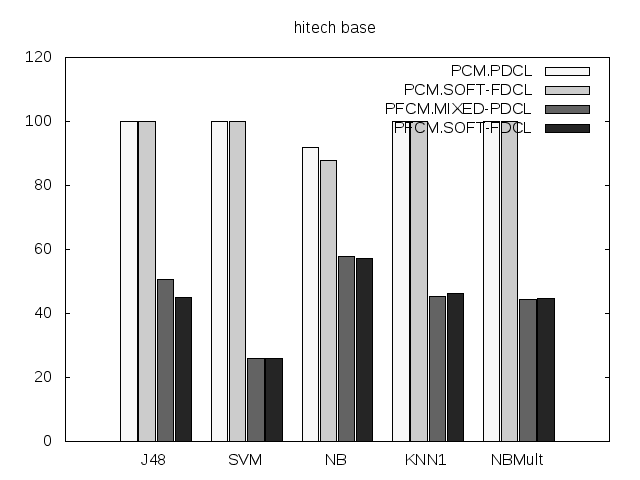 hitech base
120
100
80
60
40
20
0
PCM.PDCL
PCM.SOFT-FDCL
PFCM.MIXED-PDCL
PFCM.SOFT-FDCL
J48 SVM NB KNN1 NBMult